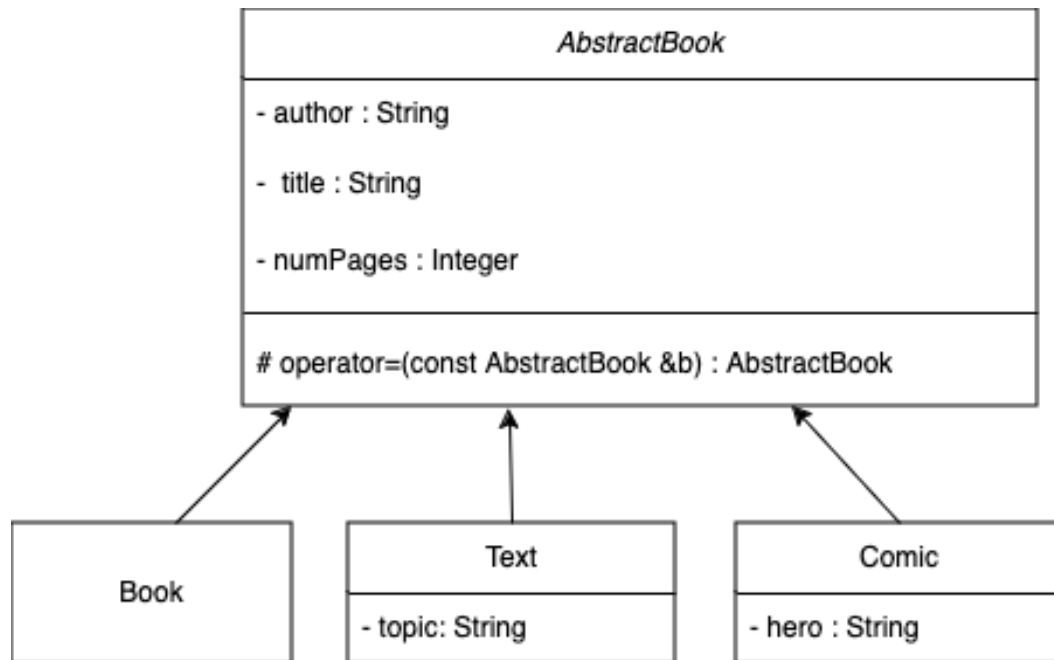 AbstractBook
- author : String
- title : String
- numPages : Integer
# operator=(const AbstractBook &b) : AbstractBook
Book
Text
- topic: String
Comic
- hero : String